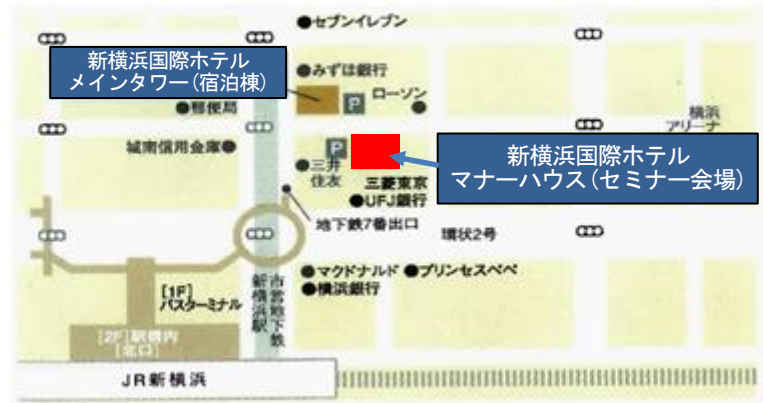 ●セブンイレブン
新横浜国際ホテル
メインタワー(宿泊棟)
●みずほ銀行
P
ローソン
●
●郵便局
横浜
アリーナ
城南信用金庫●
P
●三井
住友
新横浜国際ホテル
マナーハウス(セミナー会場)
三菱東京
●UFJ銀行
地下鉄7番出口
環状2号
●マクドナルド
●プリンセスペペ
●横浜銀行
市営地下鉄
新横浜駅
[1F]
バスターミナル
[2F]駅構内
[北口]
JR新横浜